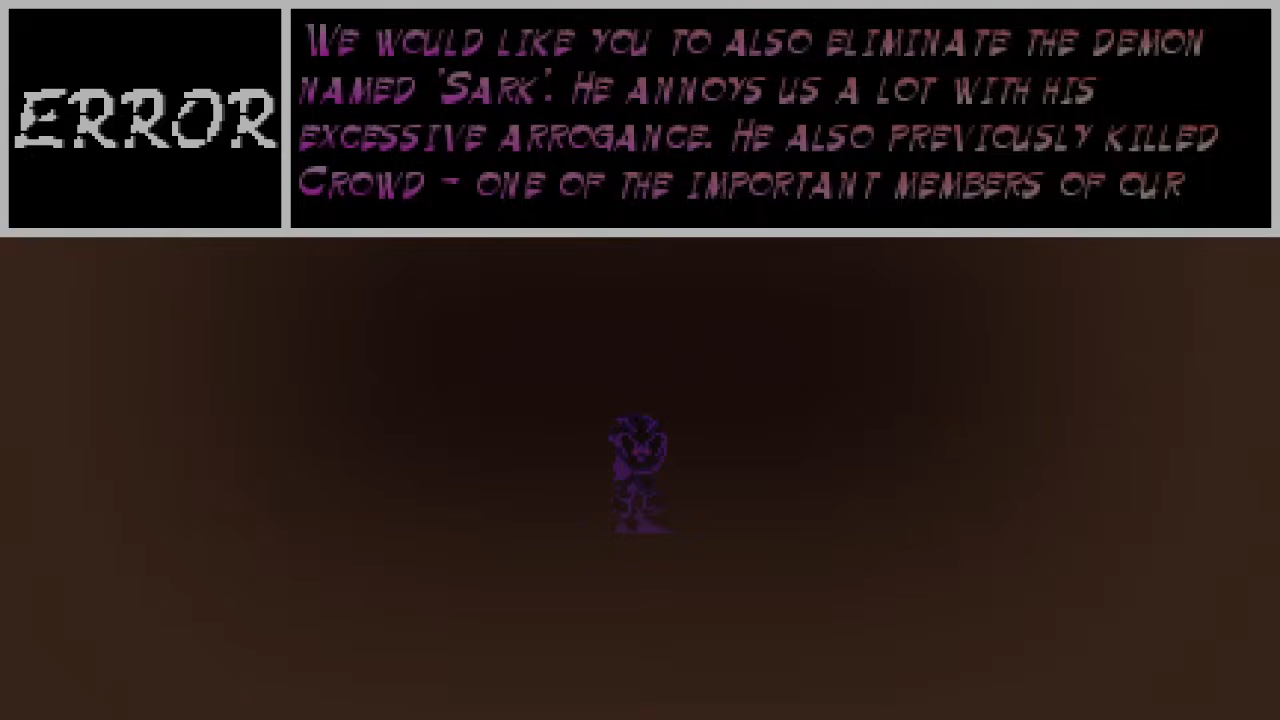 ERROR
We would like you to also eliminate the demon
named 'Sark'. He annoys us a lot with his
excessive arrogance. He also previously killed
Crowd - one of the important members of our